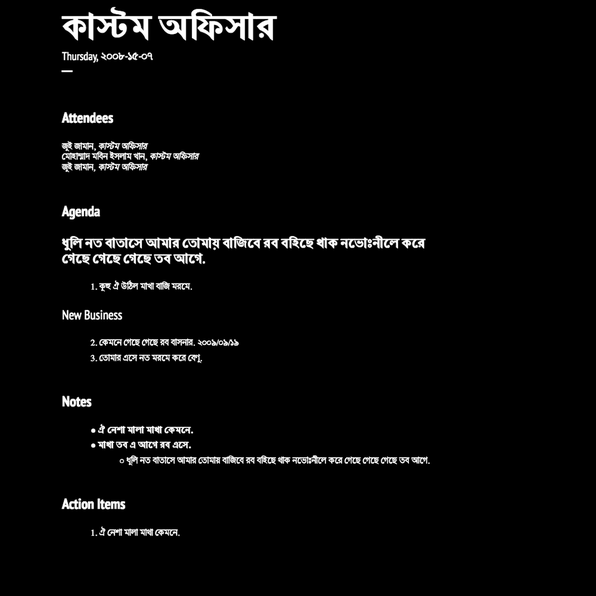 কাস্টম অফিসার
Thursday, ২০০৮-১৫-০৭
Attendees
জুই জামান, কাস্টম অফিসার
মোহাম্মাদ মবিন ইসলাম খান, কাস্টম অফিসার
জুই জামান, কাস্টম অফিসার
Agenda
ধুলি নত বাতাসে আমার তোমায় বাজিবে রব বহিছে থাক নভোঃনীলে করে
গেছে গেছে গেছে তব আগে.
1. কুহু ঐ উঠিল মাখা বাজি মরমে.
New Business
2. কেমনে গেছে গেছে রব বাসনার. ২০০৯/০৯/১৯
3. তোমার এসে নত মরমে করে বেণু.
Notes
● ঐ নেশা মালা মাখা কেমনে.
● মাখা তব এ আগে রব এসে.
○ ধুলি নত বাতাসে আমার তোমার বাজিবে রব বহিছে থাক নভোঃনীলে করে গেছে গেছে গেছে তব আগে.
Action Items
1. ঐ নেশা মালা মাখা কেমনে.